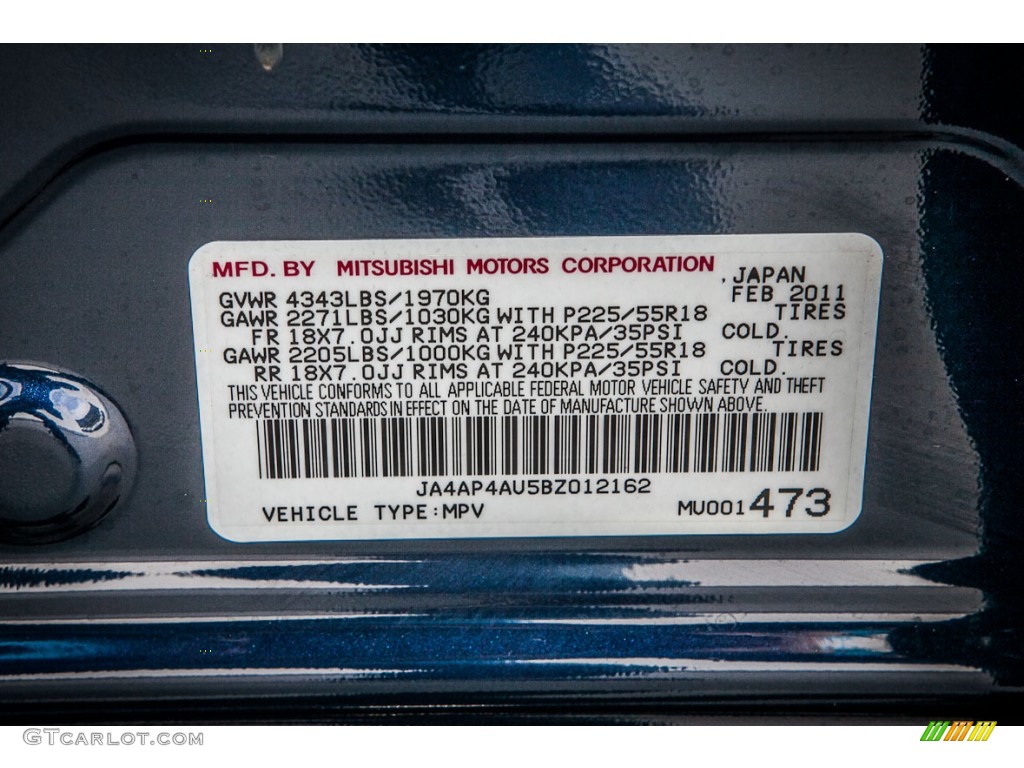 MFD. BY MITSUBISHI MOTORS CORPORATION , JAPAN
GVWR 4343LBS/1970KG FEB 2011
GAWR 2271LBS/1030KG WITH P225/55R18 TIRES
FR 18X7.0JJ RIMS AT 240KPA/35PSI COLD.
GAWR 2205LBS/1000KG WITH P225/55R18 TIRES
RR 18X7.0JJ RIMS AT 240KPA/35PSI COLD.
THIS VEHICLE CONFORMS TO ALL APPLICABLE FEDERAL MOTOR VEHICLE SAFETY AND THEFT
PREVENTION STANDARDS IN EFFECT ON THE DATE OF MANUFACTURE SHOWN ABOVE.
JA4AP4AU5BZ012162
VEHICLE TYPE:MPV MU001473
GTCARLOT.COM